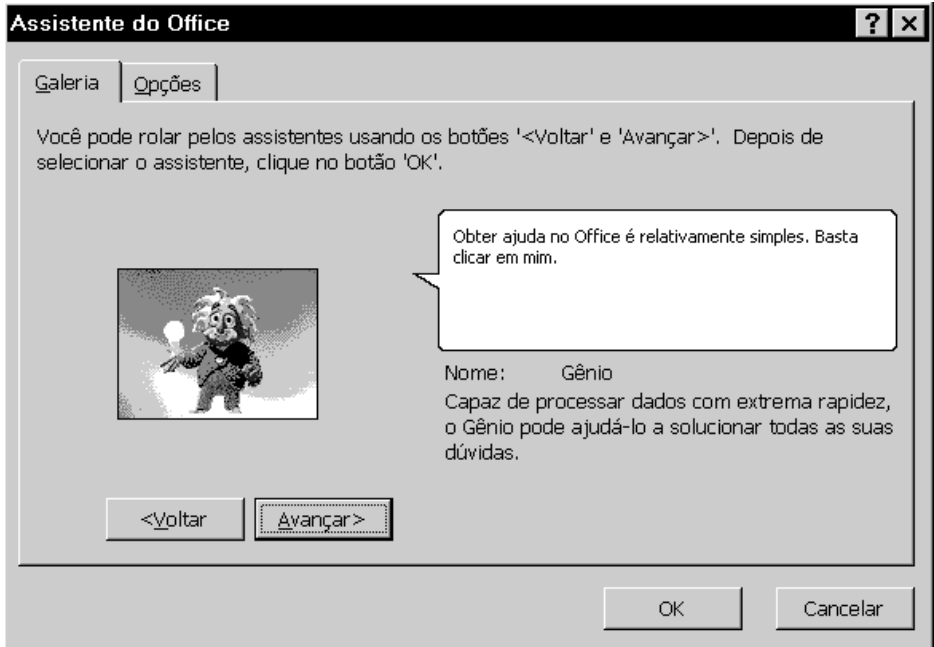 Assistente do Office
Galeria
Opções
Você pode rolar pelos assistentes usando os botões '<Voltar' e 'Avançar>'. Depois de
selecionar o assistente, clique no botão 'OK'.
Obter ajuda no Office é relativamente simples. Basta
clicar em mim.
Nome: Gênio
Capaz de processar dados com extrema rapidez,
o Gênio pode ajudá-lo a solucionar todas as suas
dúvidas.
<Voltar
Avançar>
OK
Cancelar